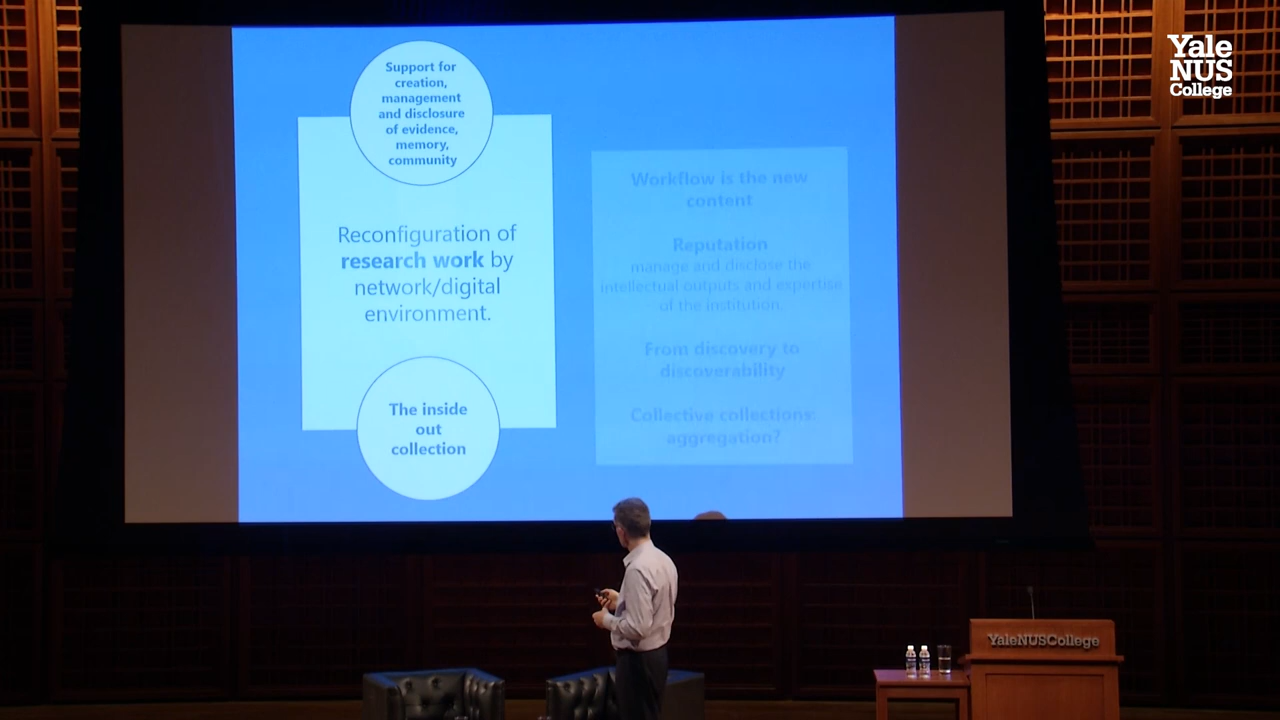 Support for
creation,
management
and disclosure
of evidence,
memory,
community
Reconfiguration of
research work by
network/digital
environment.
The inside
out
collection
Workflow is the new
content
Reputation
manage and disclose the
intellectual outputs and expertise
of the institution.
From discovery to
discoverability
Collective collections:
aggregation?
Yale
NUS
College
YaleNUSCollege